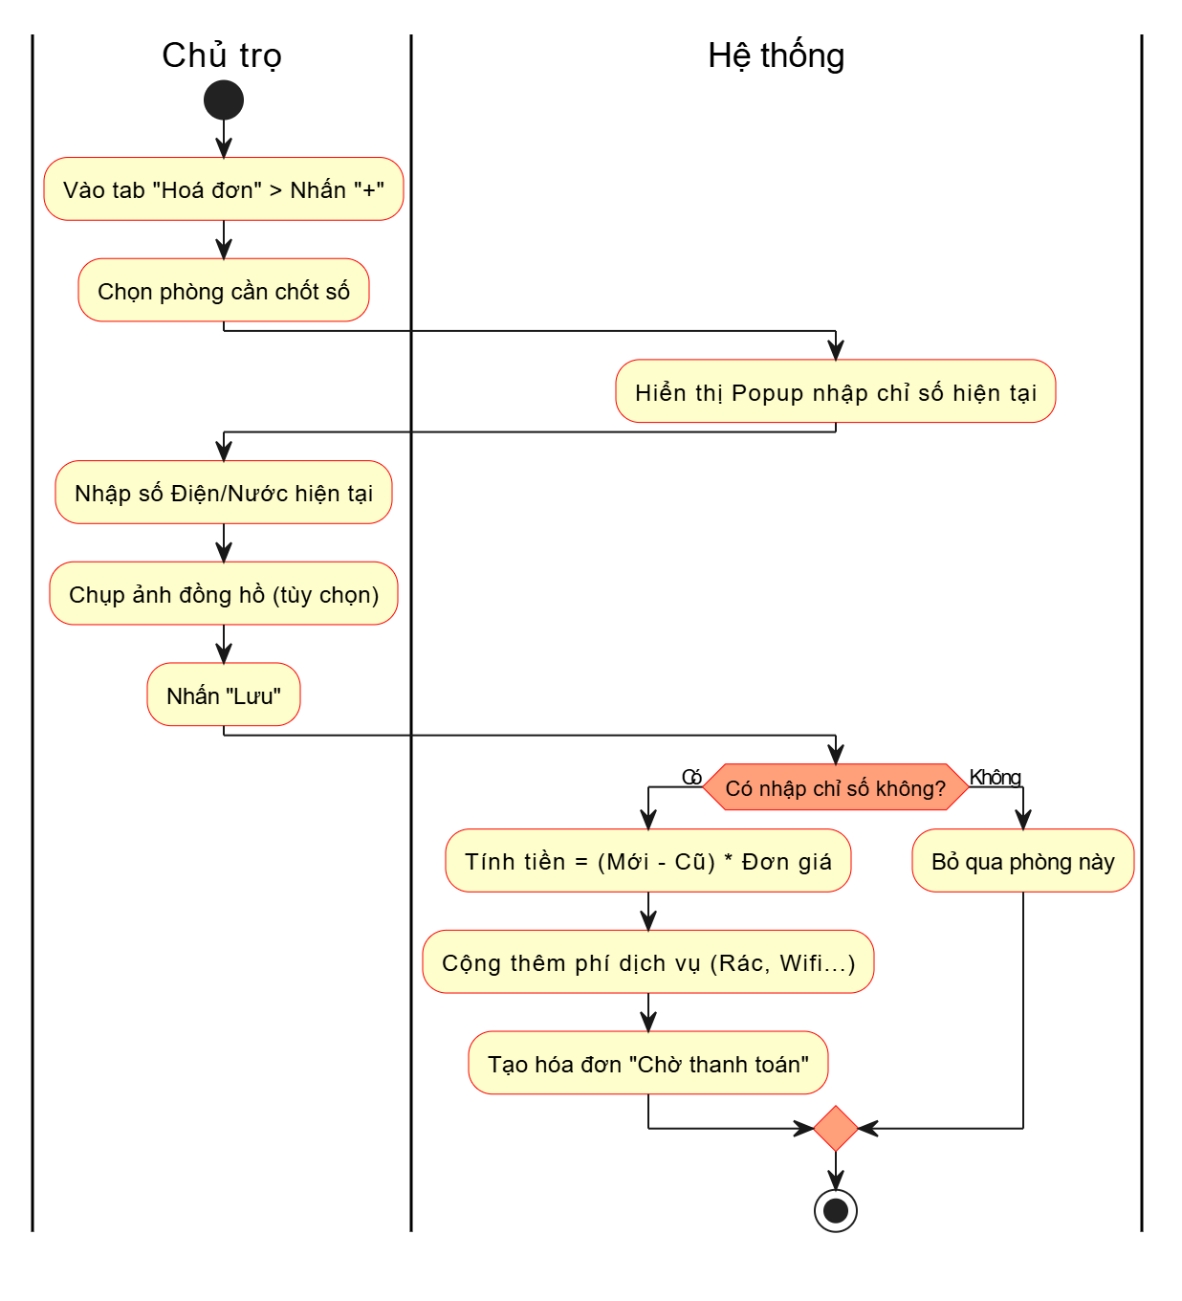 Chủ trọ
Hệ thống
Vào tab "Hoá đơn" > Nhấn "+"
Chọn phòng cần chốt số
Hiển thị Popup nhập chỉ số hiện tại
Nhập số Điện/Nước hiện tại
Chụp ảnh đồng hồ (tùy chọn)
Nhấn "Lưu"
Có
Có nhập chỉ số không?
Không
Tính tiền = (Mới - Cũ) * Đơn giá
Bỏ qua phòng này
Cộng thêm phí dịch vụ (Rác, Wifi...)
Tạo hóa đơn "Chờ thanh toán"